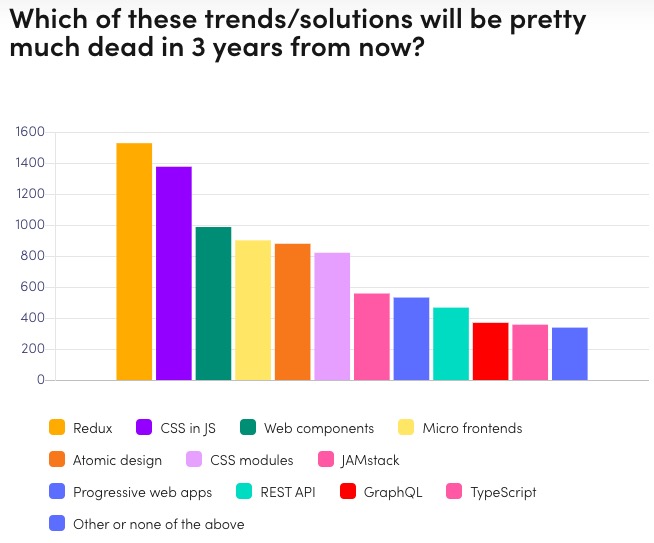 Which of these trends/solutions will be pretty
much dead in 3 years from now?
1600
1400
1200
1000
800
600
400
200
0
Redux CSS in JS Web components Micro frontends
Atomic design CSS modules JAMstack
Progressive web apps REST API GraphQL TypeScript
Other or none of the above